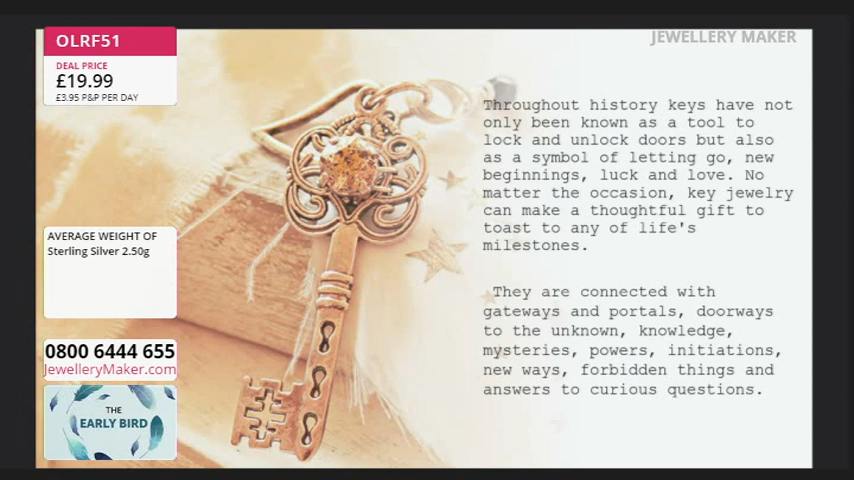 OLRF51
DEAL PRICE
£19.99
£3.95 P&P PER DAY
AVERAGE WEIGHT OF
Sterling Silver 2.50g
0800 6444 655
JewelleryMaker.com
THE
EARLY BIRD
JEWELLERY MAKER
Throughout history keys have not
only been known as a tool to
lock and unlock doors but also
as a symbol of letting go, new
beginnings, luck and love. No
matter the occasion, key jewelry
can make a thoughtful gift to
toast to any of life's
milestones.
They are connected with
gateways and portals, doorways
to the unknown, knowledge,
mysteries, powers, initiations,
new ways, forbidden things and
answers to curious questions.